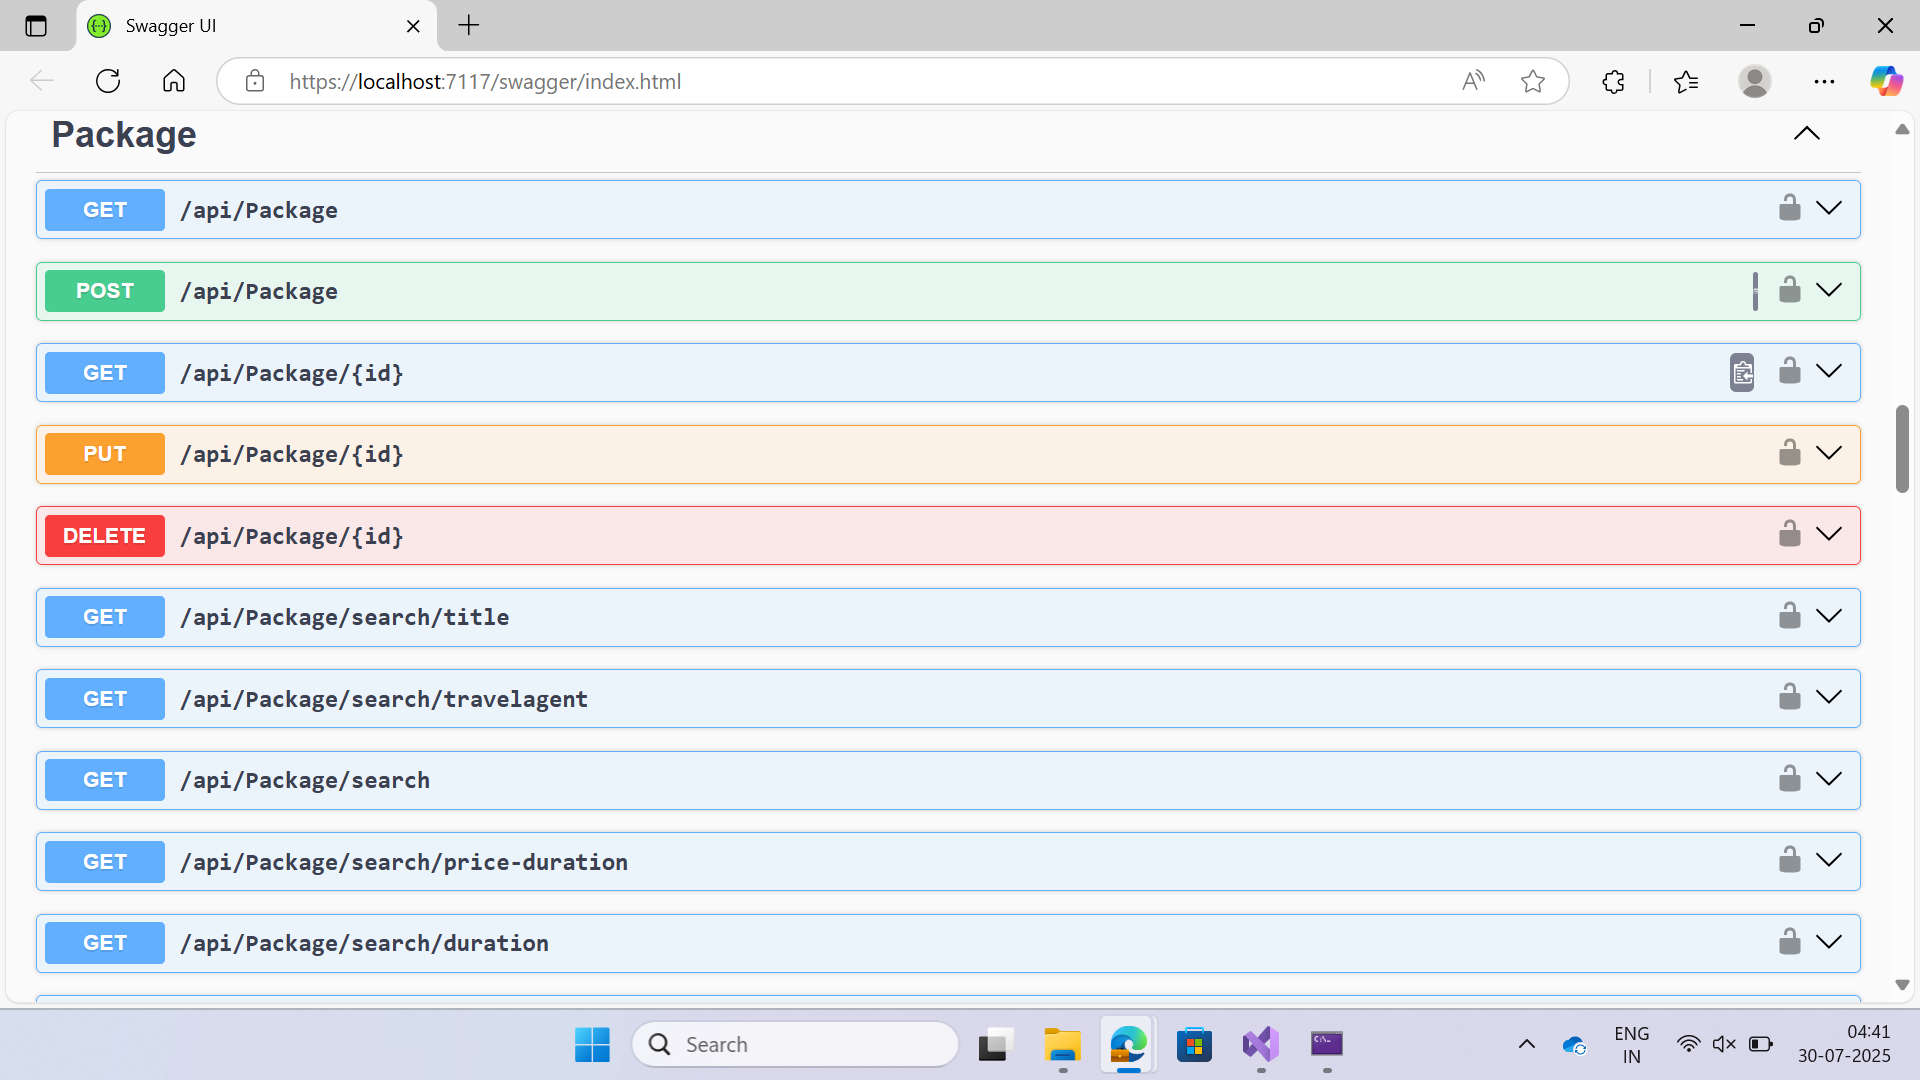 Swagger UI
https://localhost:7117/swagger/index.html
Package
GET /api/Package
POST /api/Package
GET /api/Package/{id}
PUT /api/Package/{id}
DELETE /api/Package/{id}
GET /api/Package/search/title
GET /api/Package/search/travelagent
GET /api/Package/search
GET /api/Package/search/price-duration
GET /api/Package/search/duration
Search
ENG
IN
04:41
30-07-2025